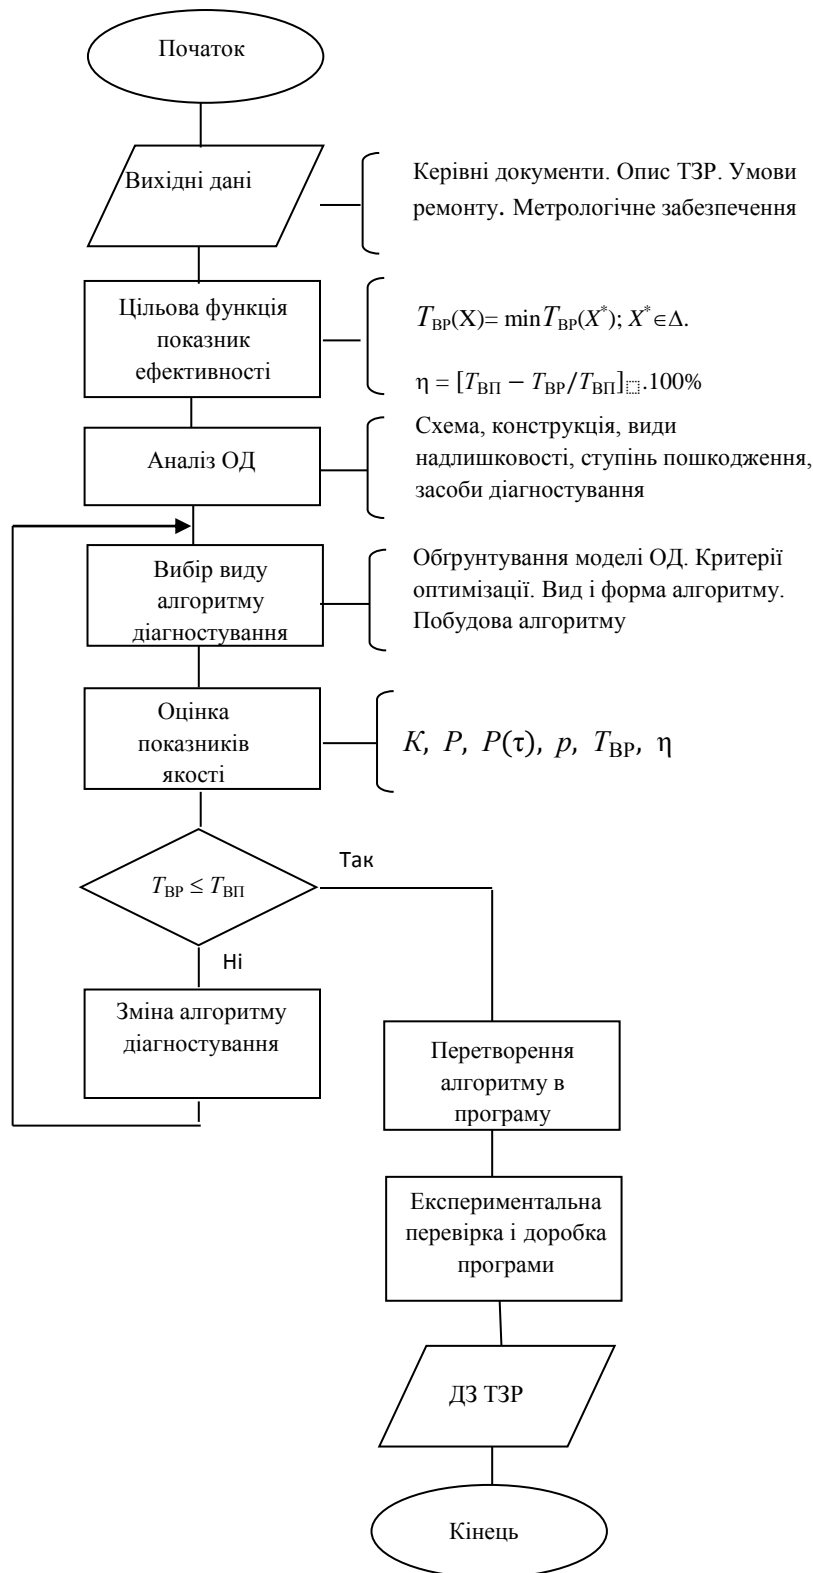 Початок
Вихідні дані
Керівні документи. Опис ТЗР. Умови
ремонту. Метрологічне забезпечення
Цільова функція
показник
ефективності
T_ВР(X)= minT_ВР(X*); X*∈Δ.
η = [T_ВП − T_ВР/T_ВП]⬚.100%
Аналіз ОД
Схема, конструкція, види
надлишковості, ступінь пошкодження,
засоби діагностування
Вибір виду
алгоритму
діагностування
Обґрунтування моделі ОД. Критерії
оптимізації. Вид і форма алгоритму.
Побудова алгоритму
Оцінка
показників
якості
K, P, P(τ), p, T_ВР, η
T_ВР ≤ T_ВП
Так
Ні
Зміна алгоритму
діагностування
Перетворення
алгоритму в
програму
Експериментальна
перевірка і доробка
програми
ДЗ ТЗР
Кінець